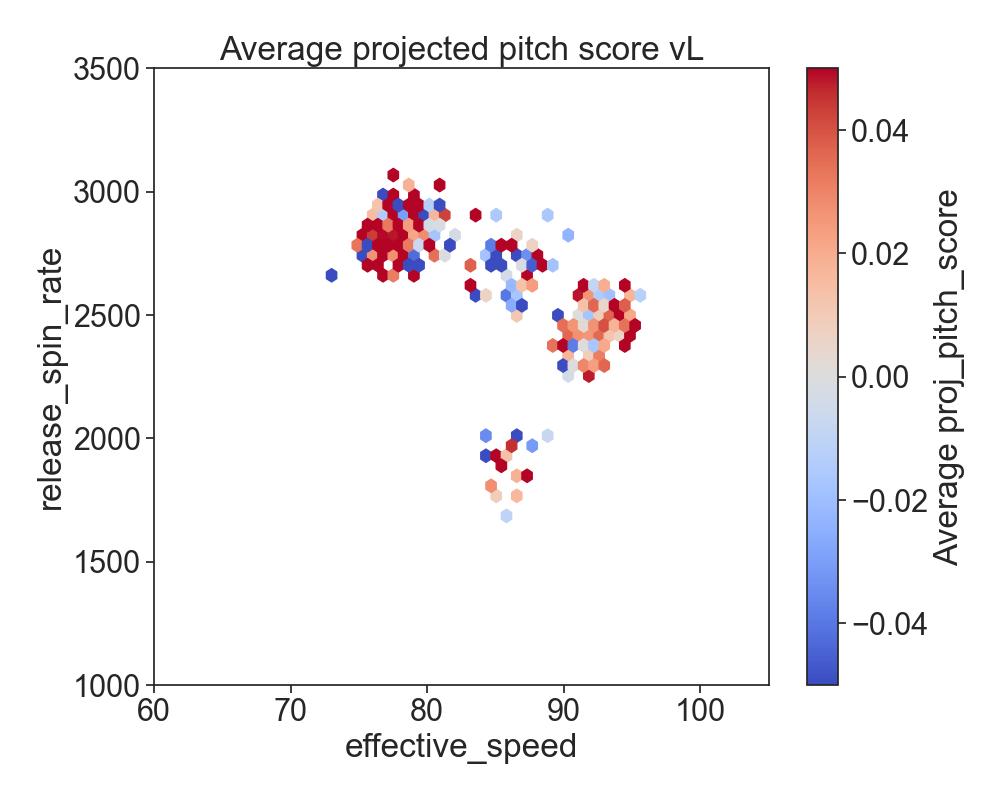 Average projected pitch score vL
3500
3000
2500
2000
1500
1000
release_spin_rate
60 70 80 90 100
effective_speed
0.04
0.02
0.00
−0.02
−0.04
Average proj_pitch_score